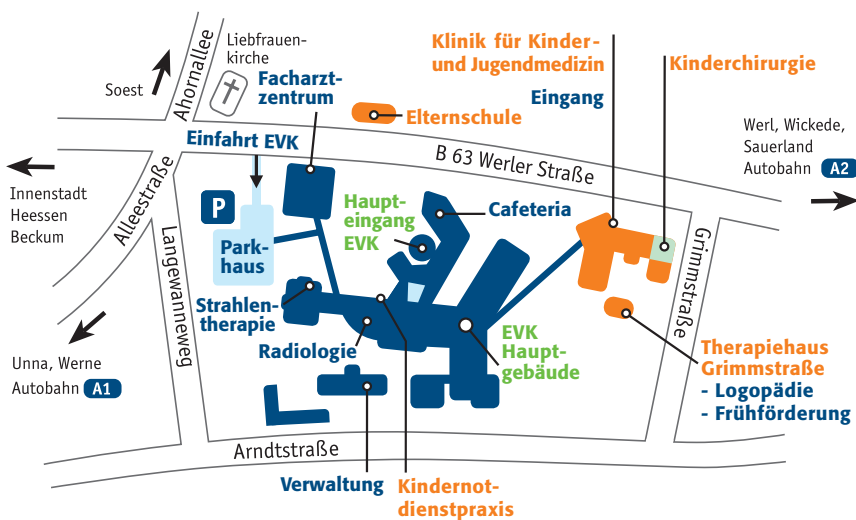 Liebfrauen-
kirche
Soest
Ahornallee
Facharzt-
zentrum
Klinik für Kinder-
und Jugendmedizin
Eingang
Kinderchirurgie
Elternschule
Einfahrt EVK
B 63 Werler Straße
Werl, Wickede,
Sauerland
Autobahn A2
Innenstadt
Heessen
Beckum
Alleestraße
P
Park-
haus
Haupt-
eingang
EVK
Cafeteria
Langewanneweg
Grimmstraße
Strahlen-
therapie
Radiologie
EVK
Haupt-
gebäude
Therapiehaus
Grimmstraße
- Logopädie
- Frühförderung
Unna, Werne
Autobahn A1
Arndtstraße
Verwaltung
Kindernot-
dienstpraxis